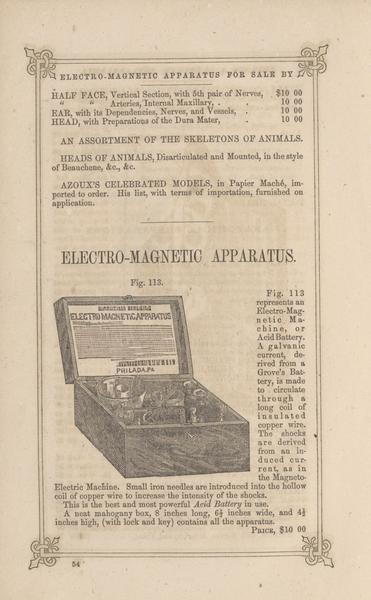 ELECTRO-MAGNETIC APPARATUS FOR SALE BY
HALF FACE, Vertical Section, with 5th pair of Nerves, $10 00
“ “ Arteries, Internal Maxillary, . . 10 00
EAR, with its Dependencies, Nerves, and Vessels, . 10 00
HEAD, with Preparations of the Dura Mater, 10 00
AN ASSORTMENT OF THE SKELETONS OF ANIMALS.
HEADS OF ANIMALS, Disarticulated and Mounted, in the style
of Beauchene, &c., &c.
AZOUX'S CELEBRATED MODELS, in Papier Maché, im-
ported to order. His list, with terms of importation, furnished on
application.
ELECTRO-MAGNETIC APPARATUS.
Fig. 113.
ELECTRO MAGNETIC APPARATUS
PHILADA. PA
Fig. 113
represents an
Electro-Mag-
netic Ma-
chine, or
Acid Battery.
A galvanic
current, de-
rived from a
Grove's Bat-
tery, is made
to circulate
through a
long coil of
insulated
copper wire.
The shocks
are derived
from an in-
duced cur-
rent, as in
the Magneto-
Electric Machine. Small iron needles are introduced into the hollow
coil of copper wire to increase the intensity of the shocks.
This is the best and most powerful Acid Battery in use.
A neat mahogany box, 8 inches long, 6½ inches wide, and 4½
inches high, (with lock and key) contains all the apparatus.
PRICE, $10 00
54